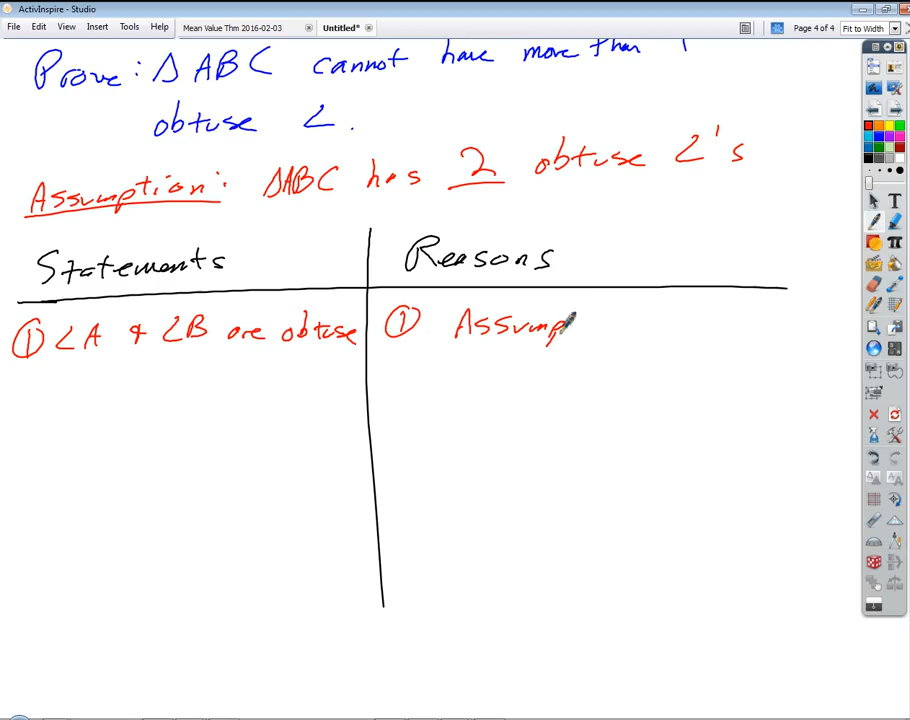 ActivInspire - Studio
File Edit View Insert Tools Help
Mean Value Thm 2016-02-03
Untitled*
Page 4 of 4
Fit to Width
Prove: △ABC cannot have more than 1
obtuse ∠.
Assumption: △ABC has 2 obtuse ∠'s
Statements
Reasons
① ∠A & ∠B are obtuse
① Assump